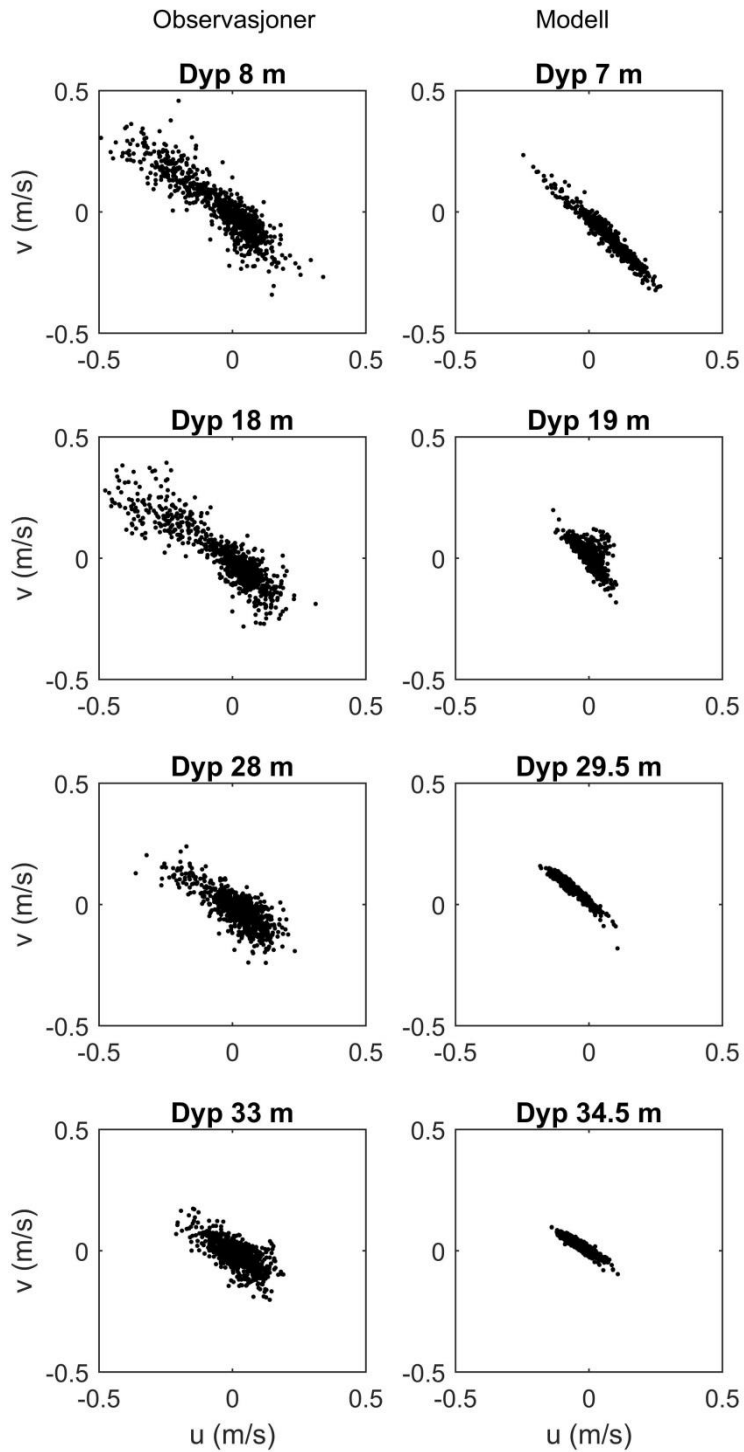 Observasjoner Modell
Dyp 8 m Dyp 7 m
0.5 0.5
v (m/s) 0 0
-0.5 -0.5
-0.5 0 0.5 -0.5 0 0.5
Dyp 18 m Dyp 19 m
0.5 0.5
v (m/s) 0 0
-0.5 -0.5
-0.5 0 0.5 -0.5 0 0.5
Dyp 28 m Dyp 29.5 m
0.5 0.5
v (m/s) 0 0
-0.5 -0.5
-0.5 0 0.5 -0.5 0 0.5
Dyp 33 m Dyp 34.5 m
0.5 0.5
v (m/s) 0 0
-0.5 -0.5
-0.5 0 0.5 -0.5 0 0.5
u (m/s) u (m/s)